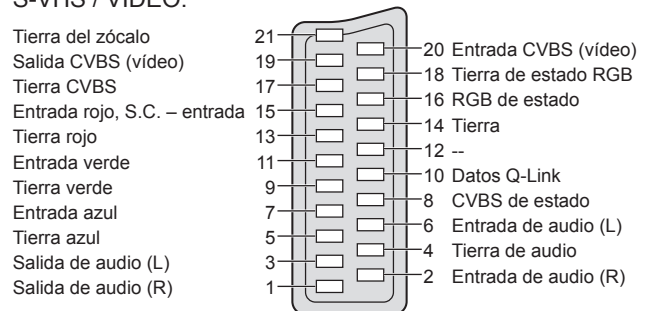 S-VHS / VIDEO:
Tierra del zócalo 21
Salida CVBS (vídeo) 19
Tierra CVBS 17
Entrada rojo, S.C. – entrada 15
Tierra rojo 13
Entrada verde 11
Tierra verde 9
Entrada azul 7
Tierra azul 5
Salida de audio (L) 3
Salida de audio (R) 1
20 Entrada CVBS (vídeo)
18 Tierra de estado RGB
16 RGB de estado
14 Tierra
12 --
10 Datos Q-Link
8 CVBS de estado
6 Entrada de audio (L)
4 Tierra de audio
2 Entrada de audio (R)